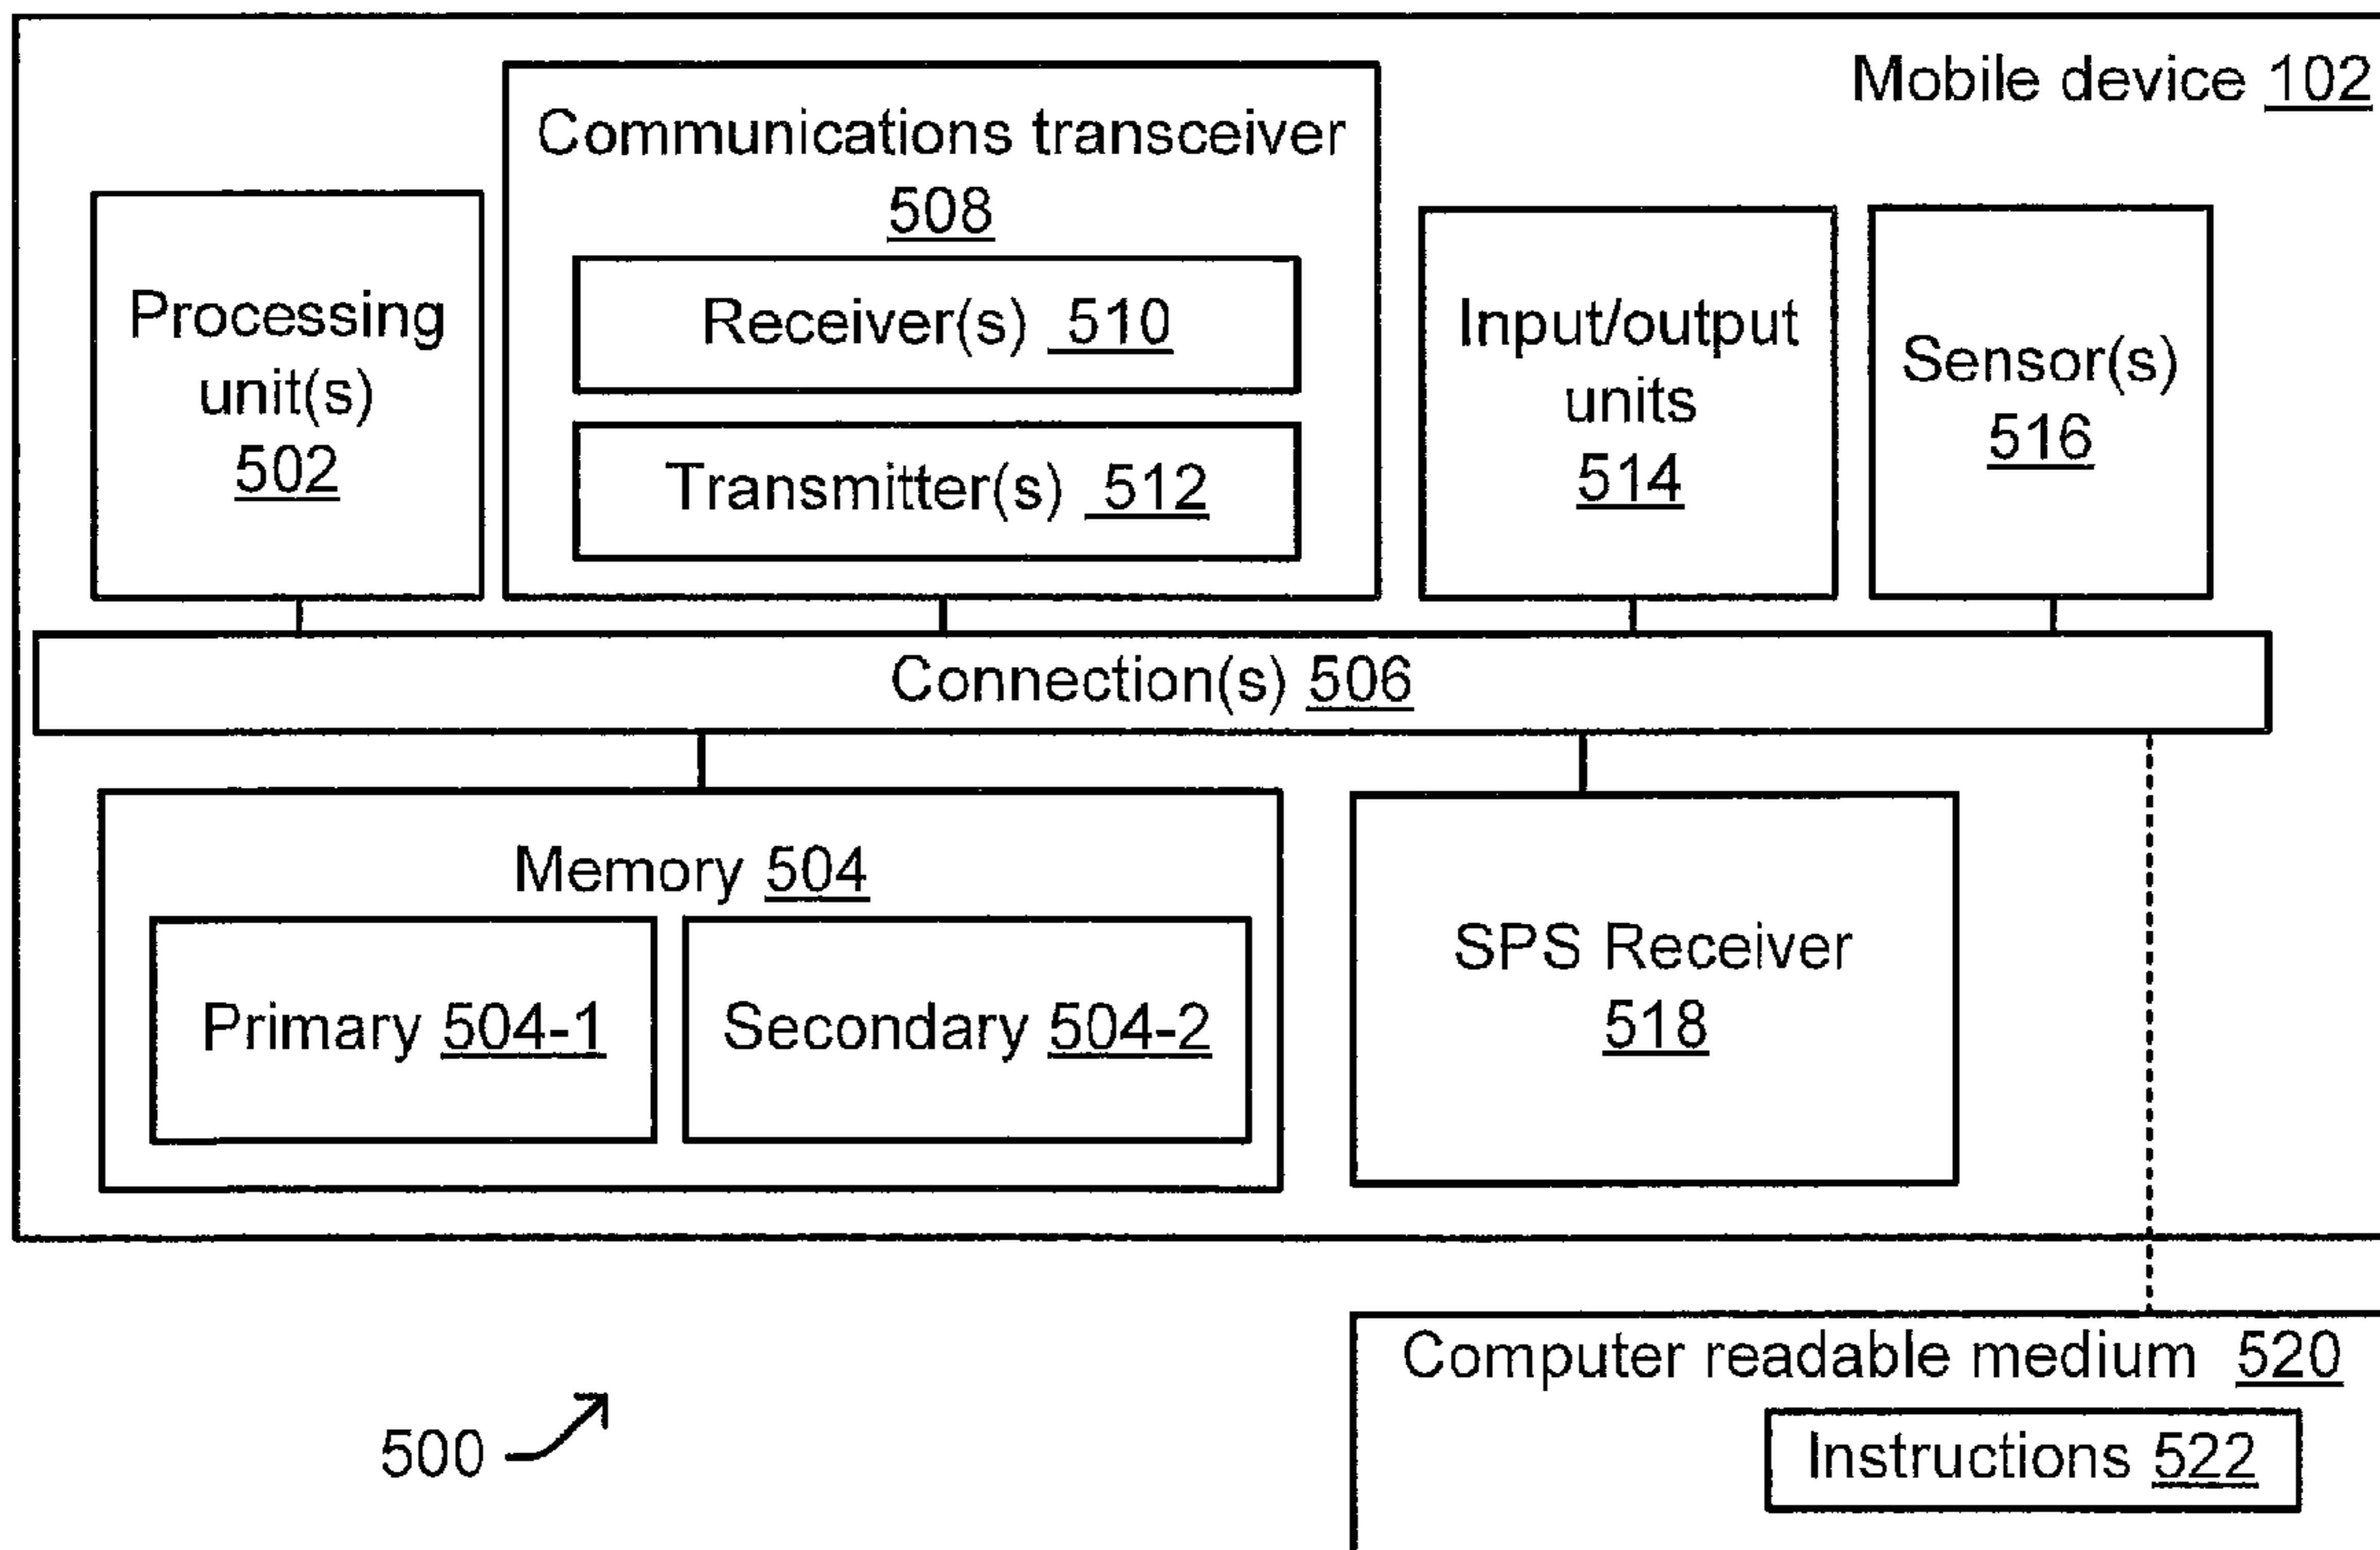 Mobile device 102
Communications transceiver
508
Receiver(s) 510
Transmitter(s) 512
Processing
unit(s)
502
Input/output
units
514
Sensor(s)
516
Connection(s) 506
Memory 504
Primary 504-1
Secondary 504-2
SPS Receiver
518
Computer readable medium 520
Instructions 522
500